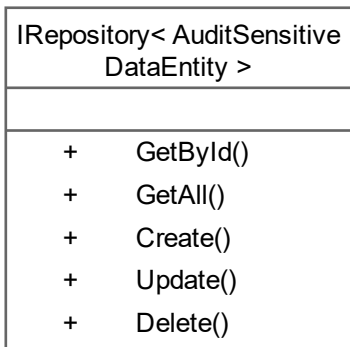 IRepository< AuditSensitive
DataEntity >
+ GetById()
+ GetAll()
+ Create()
+ Update()
+ Delete()